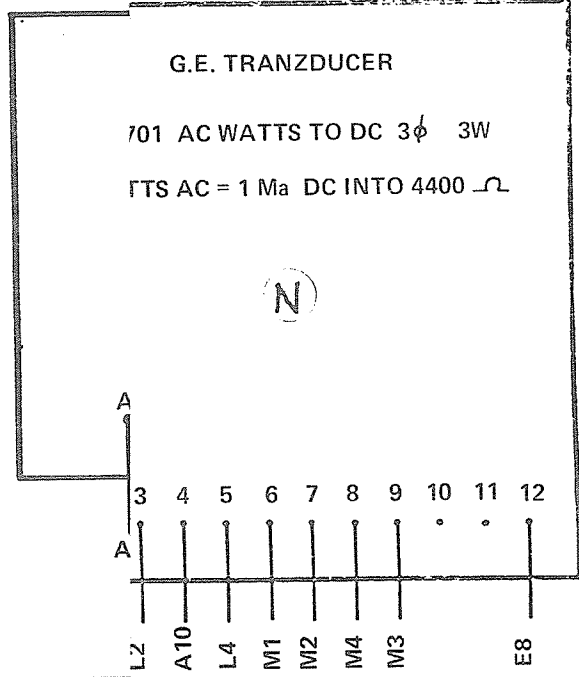 G.E. TRANZDUCER
701 AC WATTS TO DC 3ϕ 3W
TTS AC = 1 Ma DC INTO 4400 Ω
N
A
3 4 5 6 7 8 9 10 11 12
A
L2 A10 L4 M1 M2 M4 M3 E8